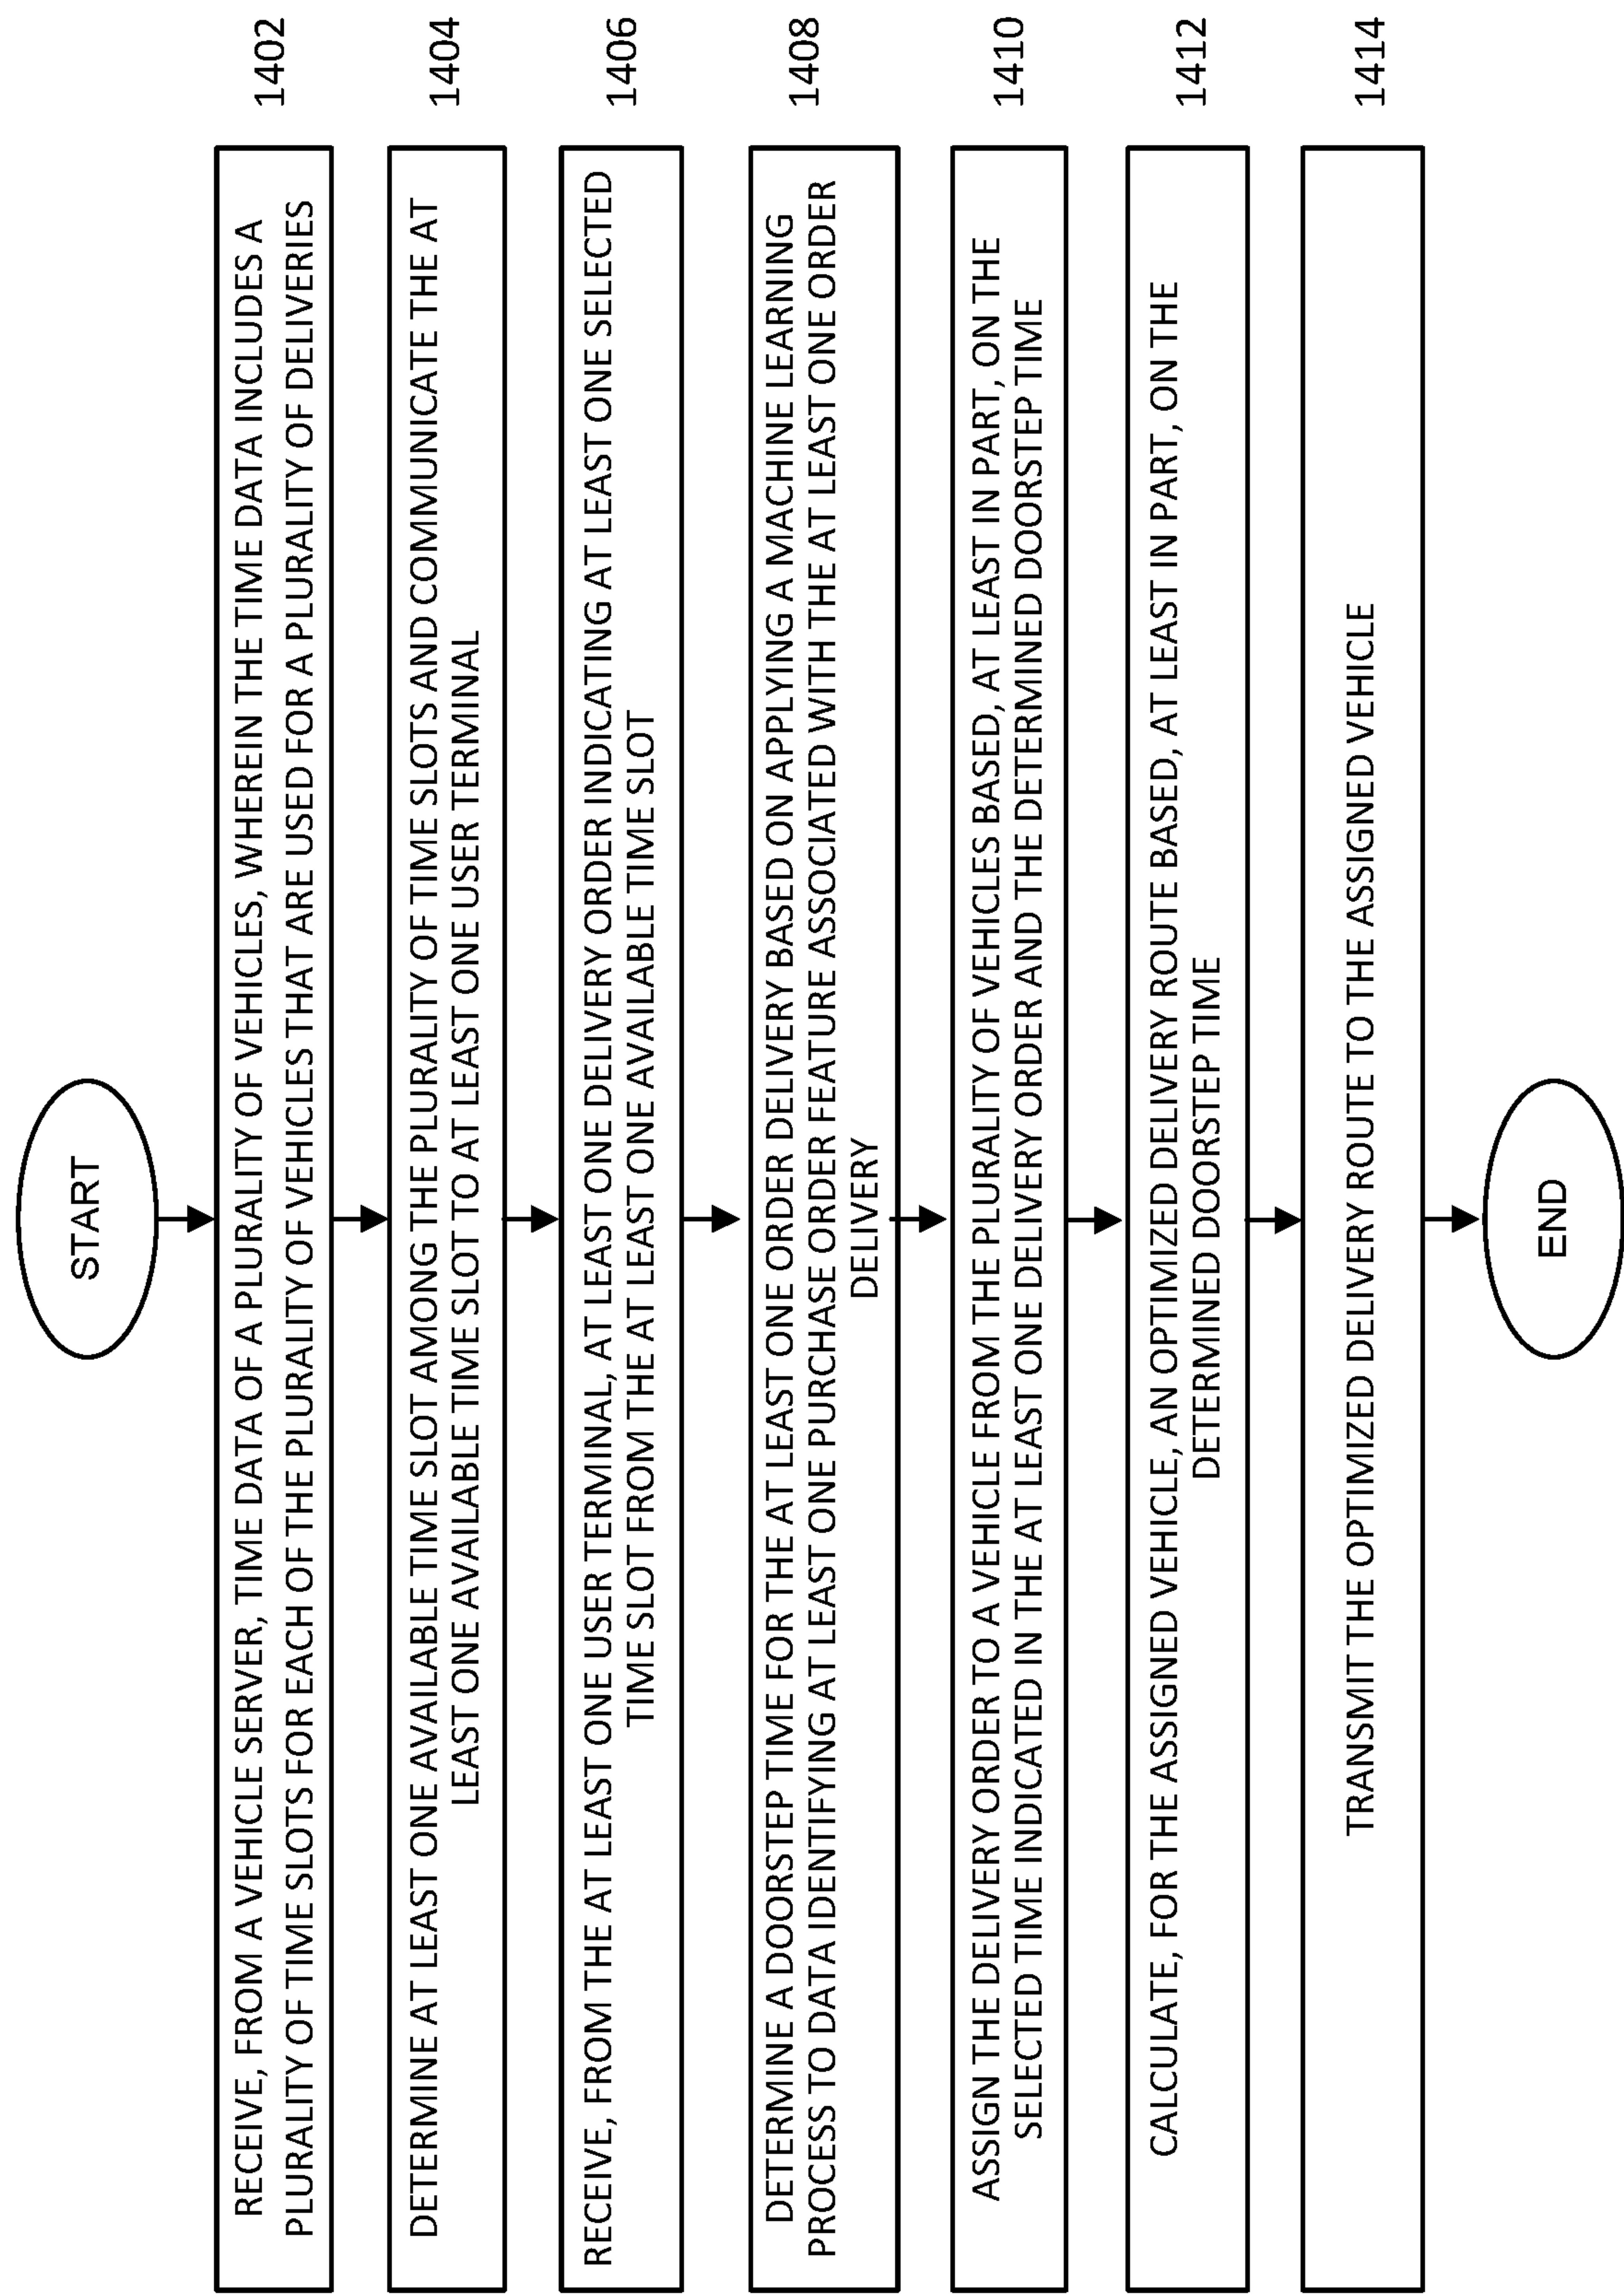 START
RECEIVE, FROM A VEHICLE SERVER, TIME DATA OF A PLURALITY OF VEHICLES, WHEREIN THE TIME DATA INCLUDES A
PLURALITY OF TIME SLOTS FOR EACH OF THE PLURALITY OF VEHICLES THAT ARE USED FOR A PLURALITY OF DELIVERIES
1402
DETERMINE AT LEAST ONE AVAILABLE TIME SLOT AMONG THE PLURALITY OF TIME SLOTS AND COMMUNICATE THE AT
LEAST ONE AVAILABLE TIME SLOT TO AT LEAST ONE USER TERMINAL
1404
RECEIVE, FROM THE AT LEAST ONE USER TERMINAL, AT LEAST ONE DELIVERY ORDER INDICATING AT LEAST ONE SELECTED
TIME SLOT FROM THE AT LEAST ONE AVAILABLE TIME SLOT
1406
DETERMINE A DOORSTEP TIME FOR THE AT LEAST ONE ORDER DELIVERY BASED ON APPLYING A MACHINE LEARNING
PROCESS TO DATA IDENTIFYING AT LEAST ONE PURCHASE ORDER FEATURE ASSOCIATED WITH THE AT LEAST ONE ORDER
DELIVERY
1408
ASSIGN THE DELIVERY ORDER TO A VEHICLE FROM THE PLURALITY OF VEHICLES BASED, AT LEAST IN PART, ON THE
SELECTED TIME INDICATED IN THE AT LEAST ONE DELIVERY ORDER AND THE DETERMINED DOORSTEP TIME
1410
CALCULATE, FOR THE ASSIGNED VEHICLE, AN OPTIMIZED DELIVERY ROUTE BASED, AT LEAST IN PART, ON THE
DETERMINED DOORSTEP TIME
1412
TRANSMIT THE OPTIMIZED DELIVERY ROUTE TO THE ASSIGNED VEHICLE
1414
END